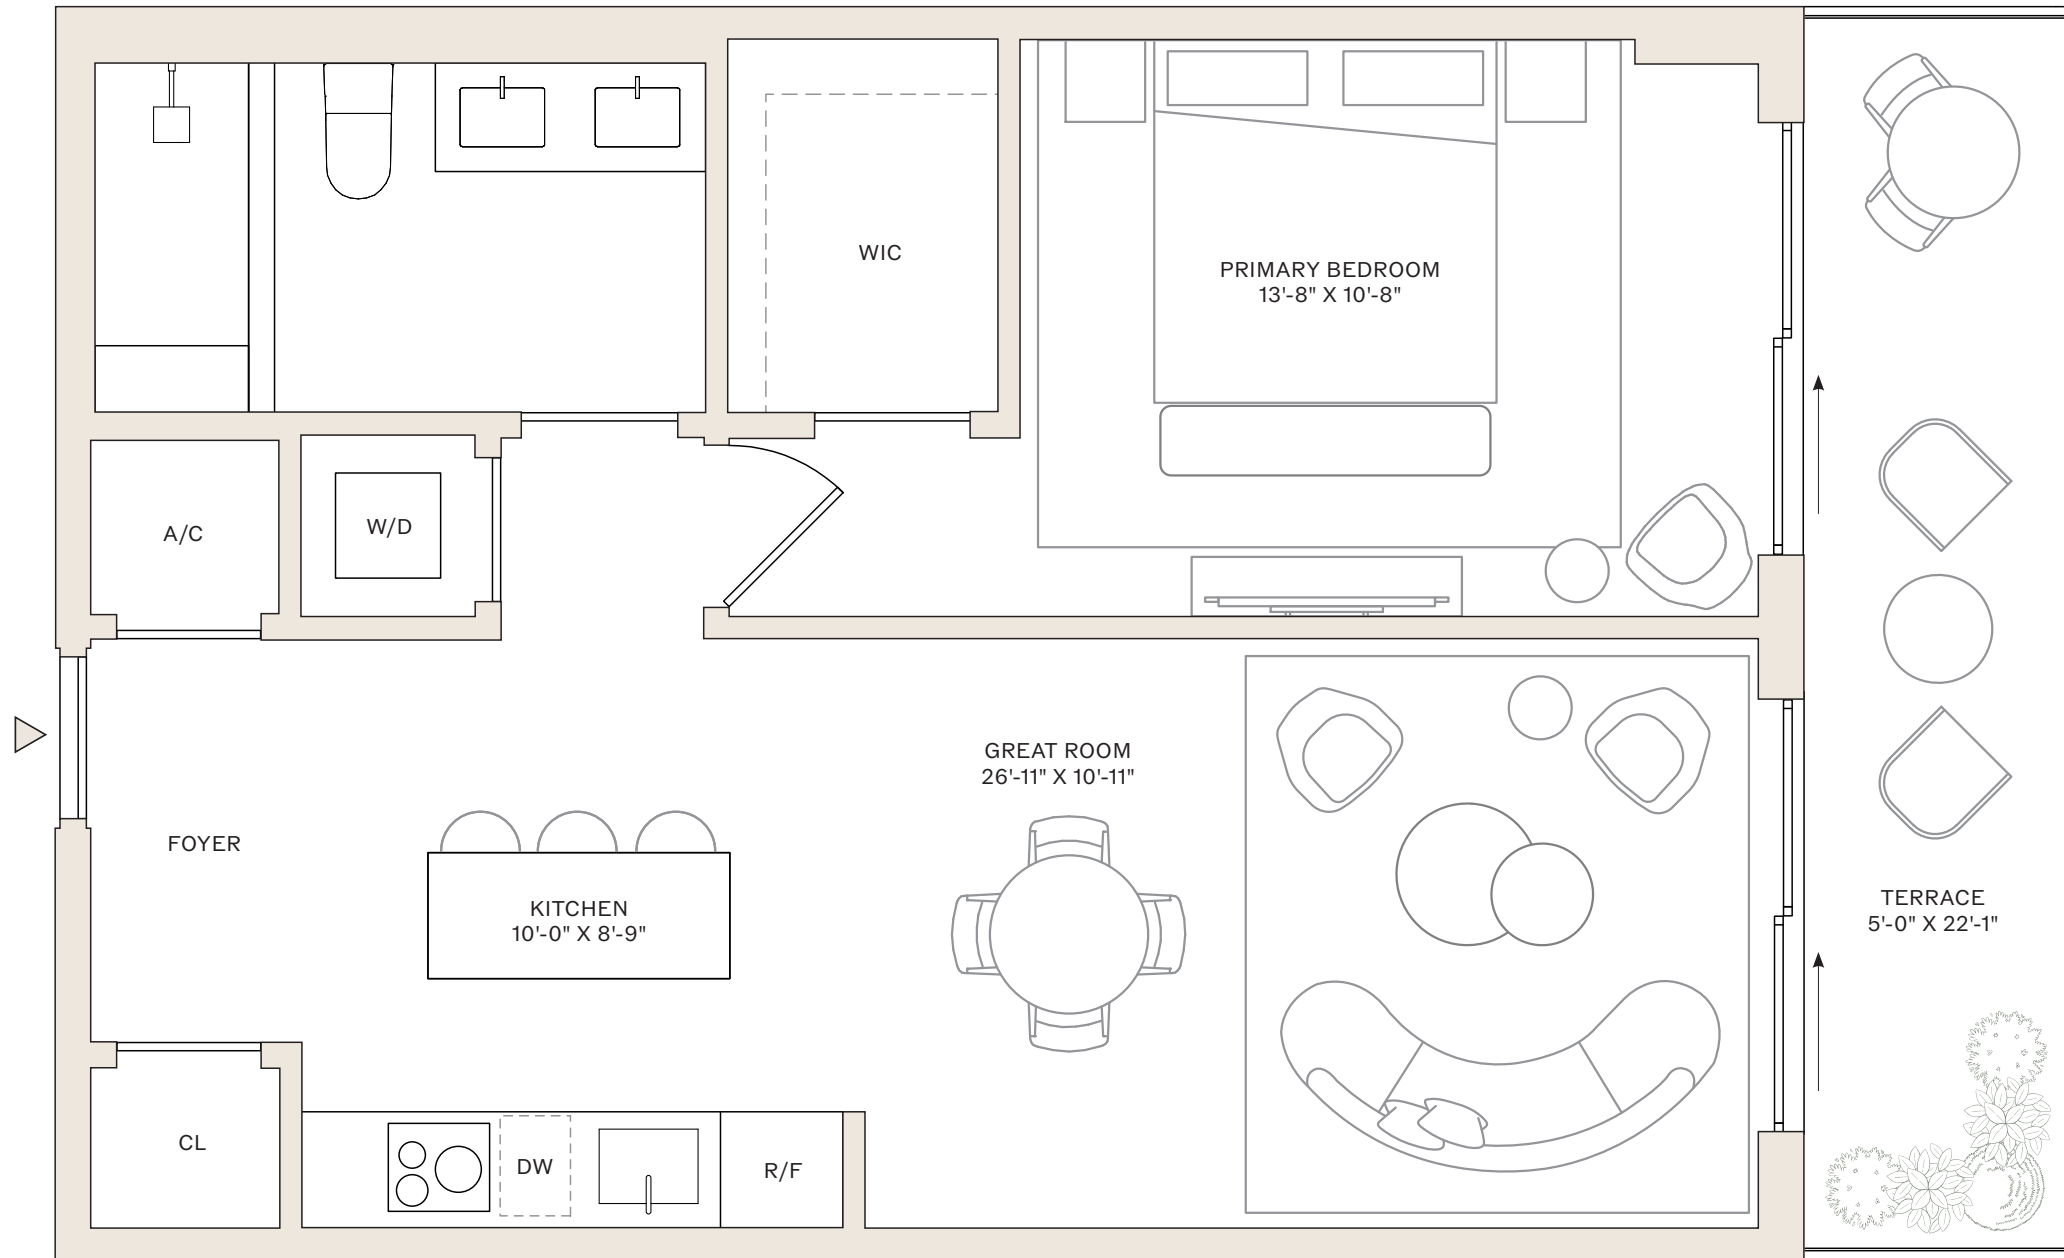 WIC
PRIMARY BEDROOM
13'-8" X 10'-8"
A/C
W/D
GREAT ROOM
26'-11" X 10'-11"
FOYER
KITCHEN
10'-0" X 8'-9"
TERRACE
5'-0" X 22'-1"
CL
DW
R/F